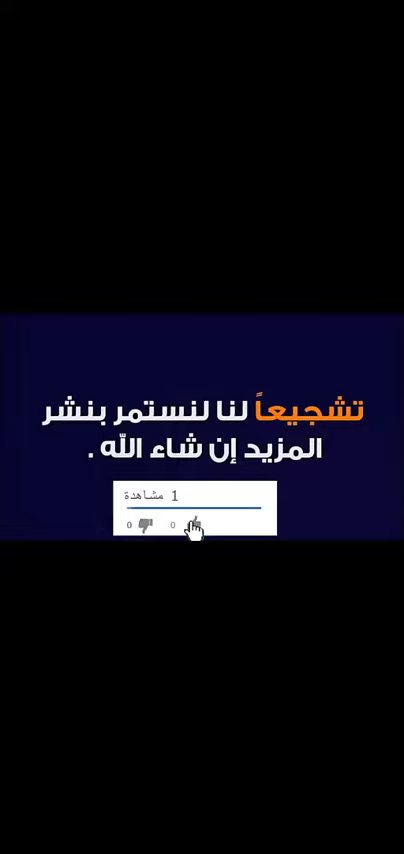 تشجيعاً لنا لنستمر بنشر
المزيد إن شاء الله .
1 مشاهدة
0 0